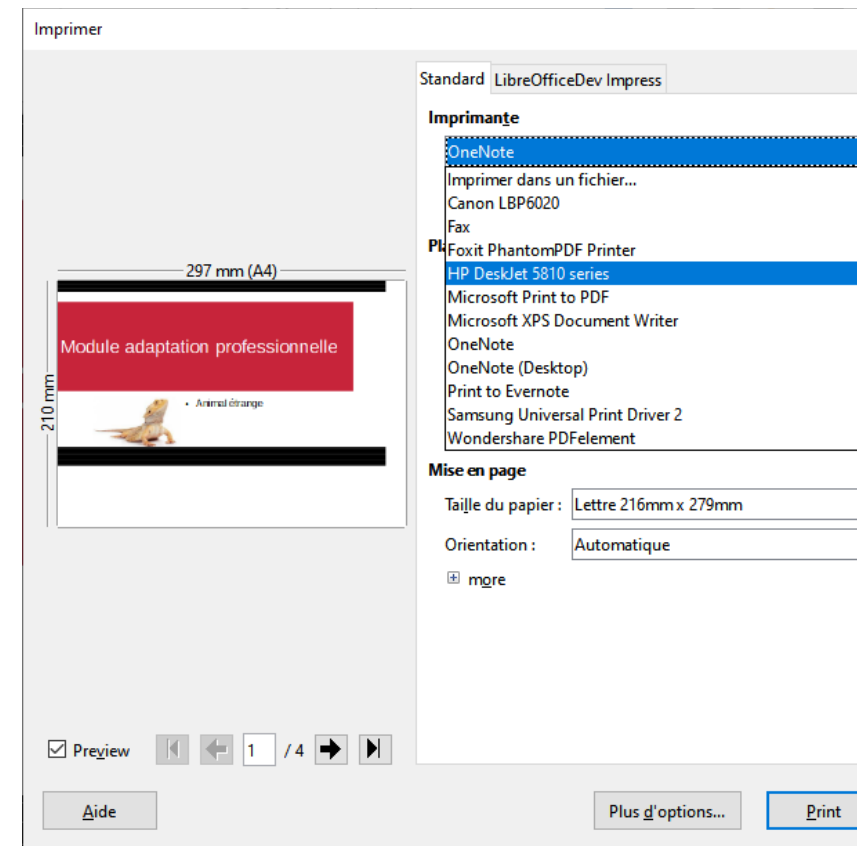 Imprimer
Standard
LibreOfficeDev Impress
Imprimante
OneNote
Imprimer dans un fichier...
Canon LBP6020
Fax
Foxit PhantomPDF Printer
HP DeskJet 5810 series
Microsoft Print to PDF
Microsoft XPS Document Writer
OneNote
OneNote (Desktop)
Print to Evernote
Samsung Universal Print Driver 2
Wondershare PDFelement
297 mm (A4)
210 mm
Module adaptation professionnelle
• Animal étrange
Mise en page
Taille du papier : Lettre 216mm x 279mm
Orientation : Automatique
more
Preview 1 / 4
Aide
Plus d'options...
Print